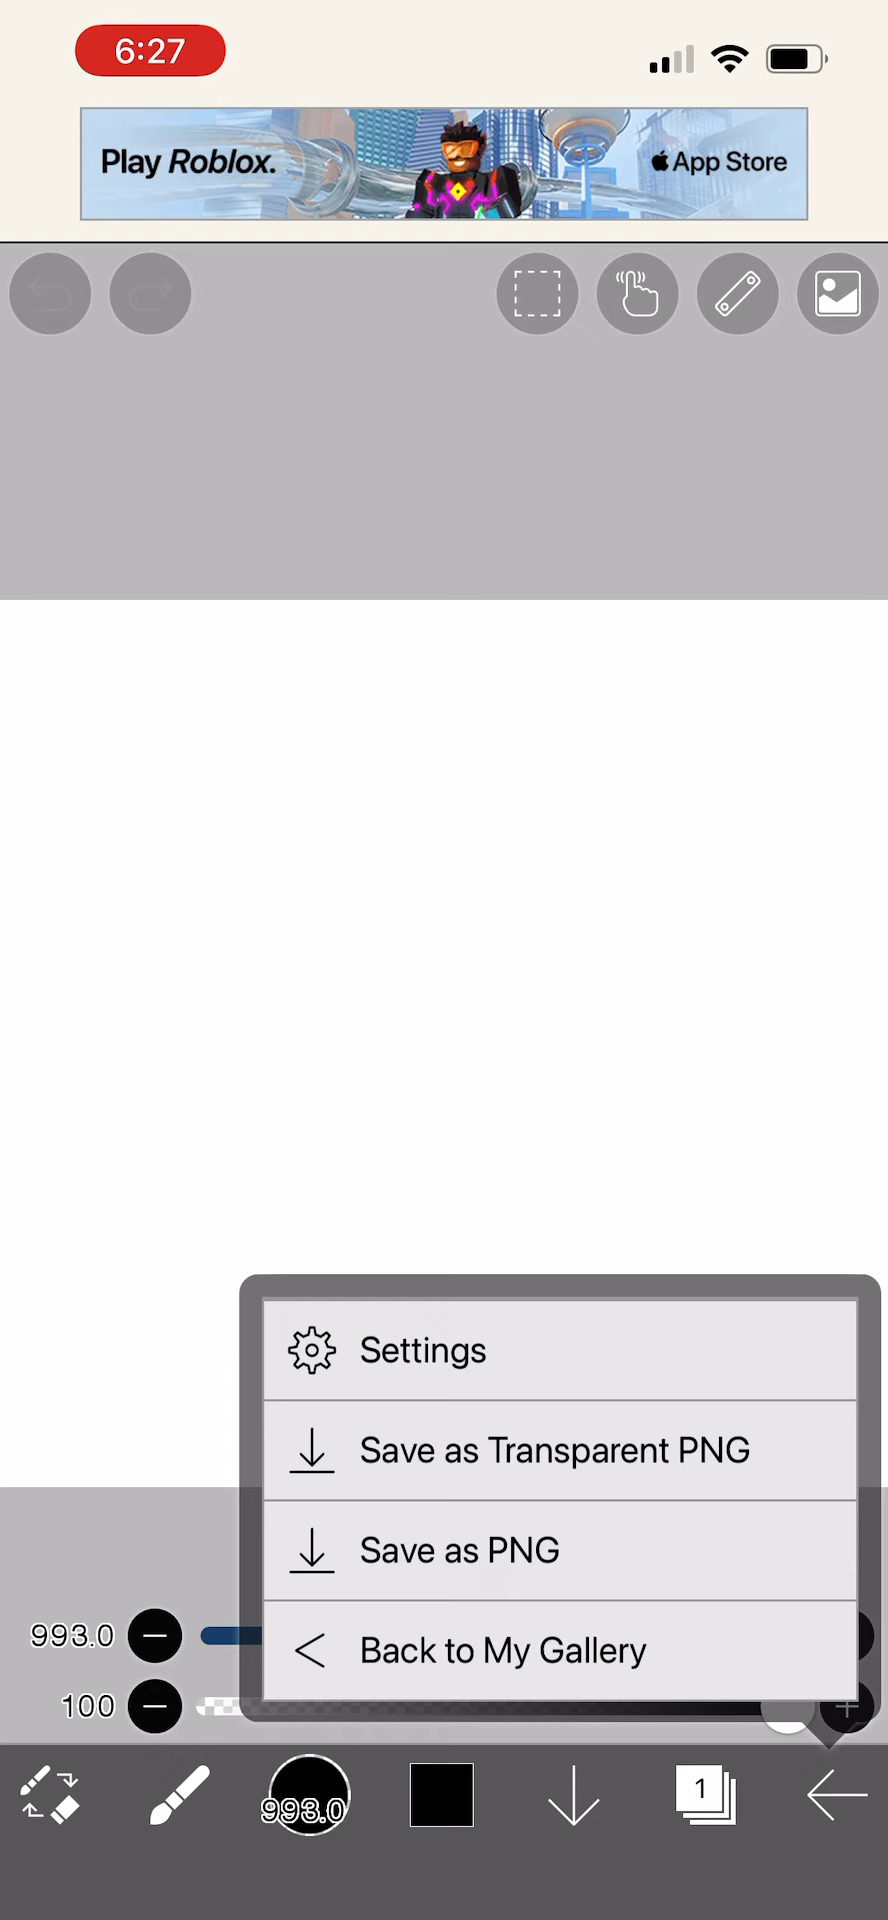 6:27
Play Roblox.
App Store
Settings
Save as Transparent PNG
Save as PNG
993.0
Back to My Gallery
100
993.0
1